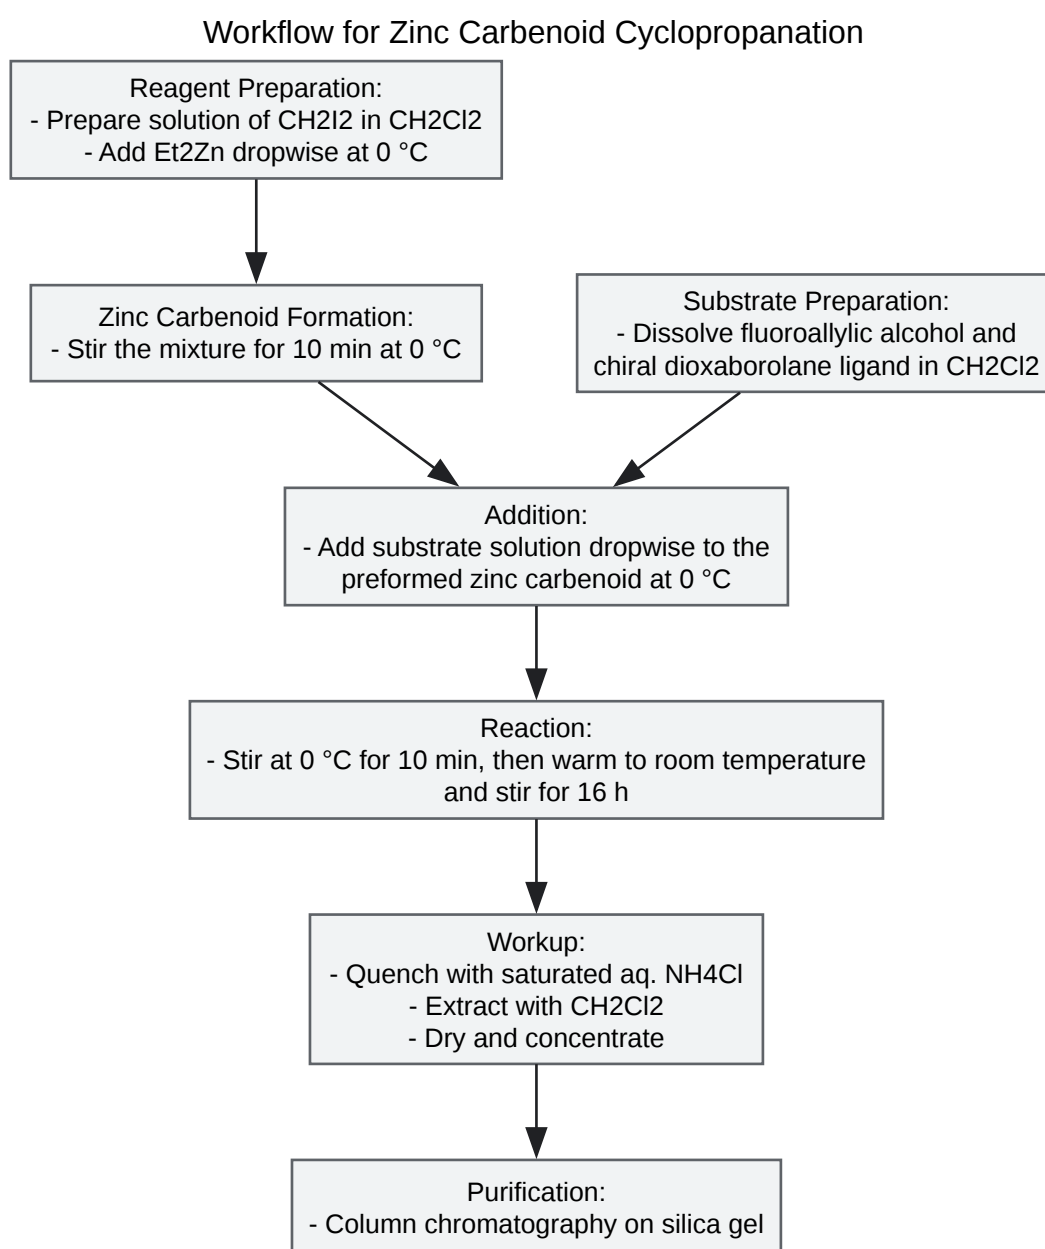 Workflow for Zinc Carbenoid Cyclopropanation
Reagent Preparation:
- Prepare solution of CH2I2 in CH2Cl2
- Add Et2Zn dropwise at 0 °C
Zinc Carbenoid Formation:
- Stir the mixture for 10 min at 0 °C
Substrate Preparation:
- Dissolve fluoroallylic alcohol and
chiral dioxaborolane ligand in CH2Cl2
Addition:
- Add substrate solution dropwise to the
preformed zinc carbenoid at 0 °C
Reaction:
- Stir at 0 °C for 10 min, then warm to room temperature
and stir for 16 h
Workup:
- Quench with saturated aq. NH4Cl
- Extract with CH2Cl2
- Dry and concentrate
Purification:
- Column chromatography on silica gel